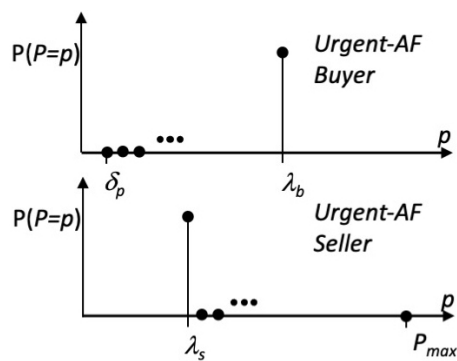 P(P=p)
Urgent-AF
Buyer
•••
p
δp
λb
P(P=p)
Urgent-AF
Seller
•••
p
λs
Pmax